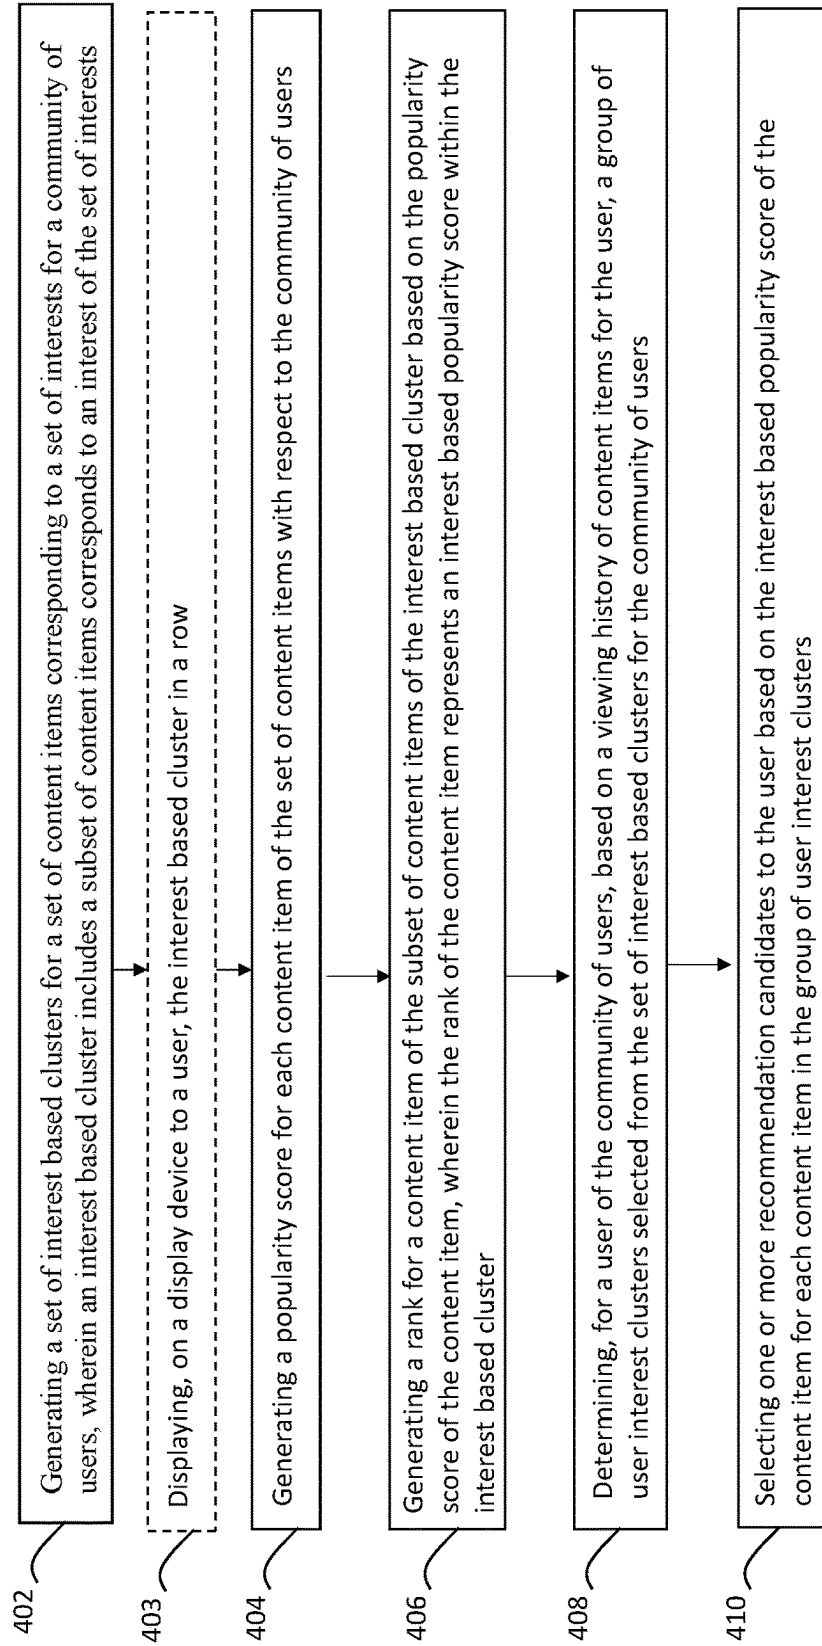 402
Generating a set of interest based clusters for a set of content items corresponding to a set of interests for a community of
users, wherein an interest based cluster includes a subset of content items corresponds to an interest of the set of interests
403
Displaying, on a display device to a user, the interest based cluster in a row
404
Generating a popularity score for each content item of the set of content items with respect to the community of users
406
Generating a rank for a content item of the subset of content items of the interest based cluster based on the popularity
score of the content item, wherein the rank of the content item represents an interest based popularity score within the
interest based cluster
408
Determining, for a user of the community of users, based on a viewing history of content items for the user, a group of
user interest clusters selected from the set of interest based clusters for the community of users
410
Selecting one or more recommendation candidates to the user based on the interest based popularity score of the
content item for each content item in the group of user interest clusters